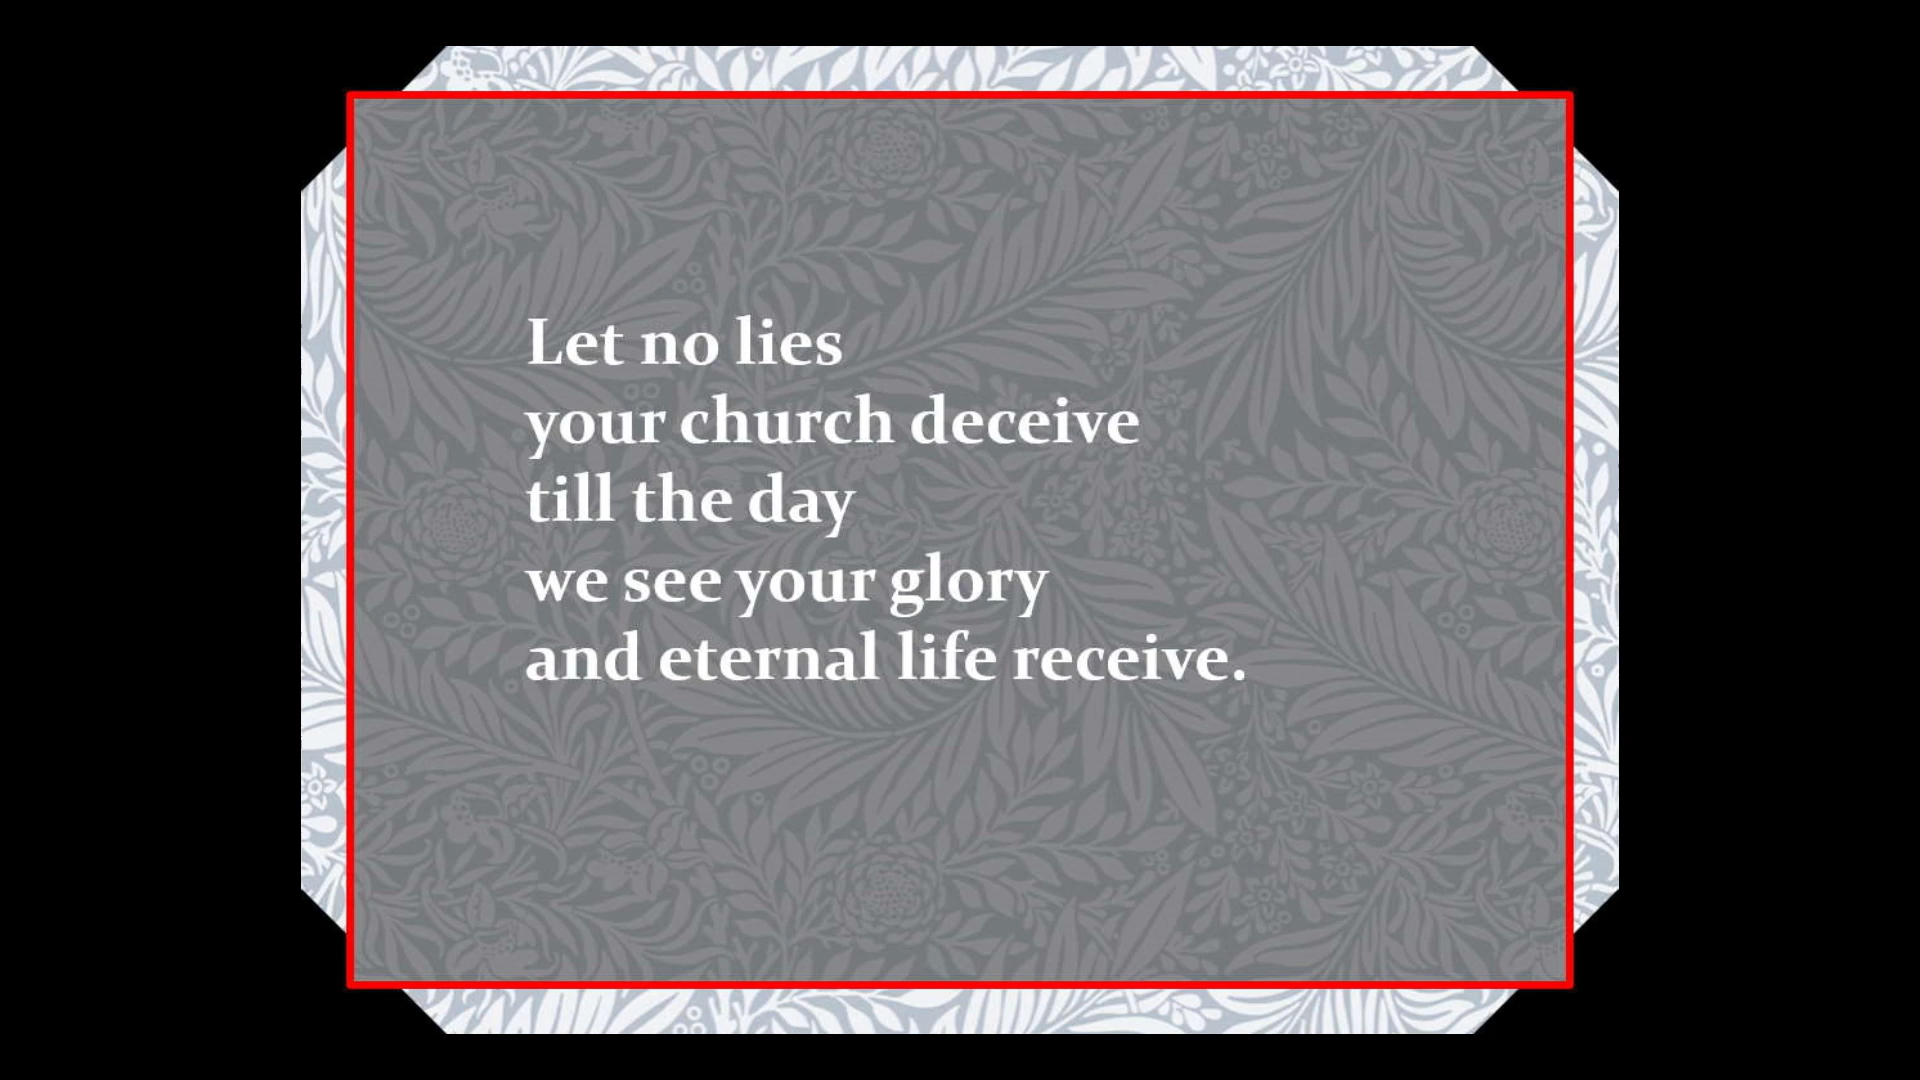 Let no lies
your church deceive
till the day
we see your glory
and eternal life receive.